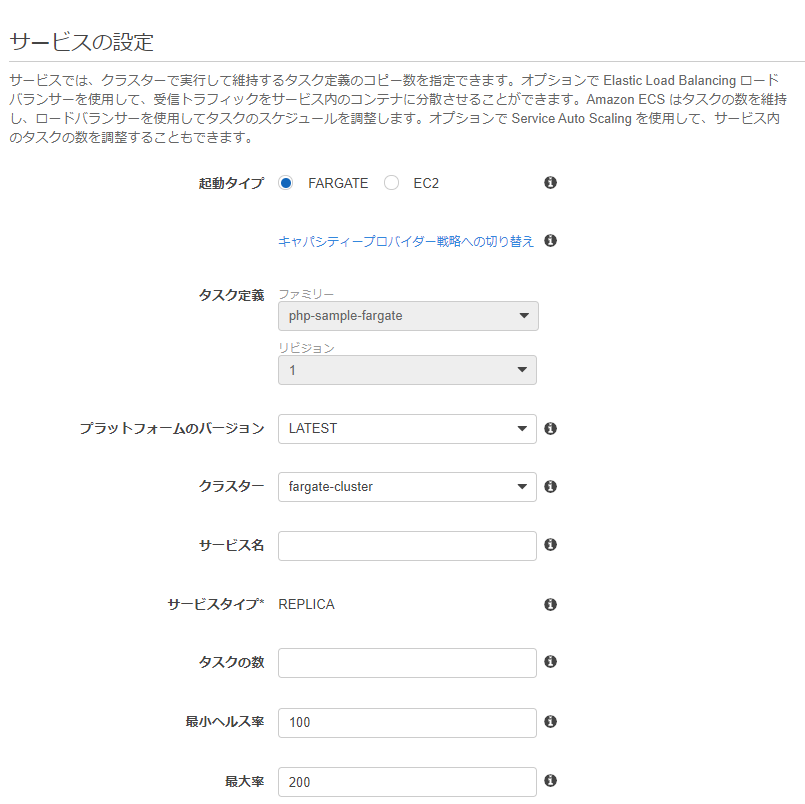 サービスの設定
サービスでは、クラスターで実行して維持するタスク定義のコピー数を指定できます。オプションで Elastic Load Balancing ロード
バランサーを使用して、受信トラフィックをサービス内のコンテナに分散させることができます。Amazon ECS はタスクの数を維持
し、ロードバランサーを使用してタスクのスケジュールを調整します。オプションで Service Auto Scaling を使用して、サービス内
のタスクの数を調整することもできます。
起動タイプ FARGATE EC2
キャパシティープロバイダー戦略への切り替え
タスク定義 ファミリー
php-sample-fargate
リビジョン
1
プラットフォームのバージョン LATEST
クラスター fargate-cluster
サービス名
サービスタイプ* REPLICA
タスクの数
最小ヘルス率 100
最大率 200